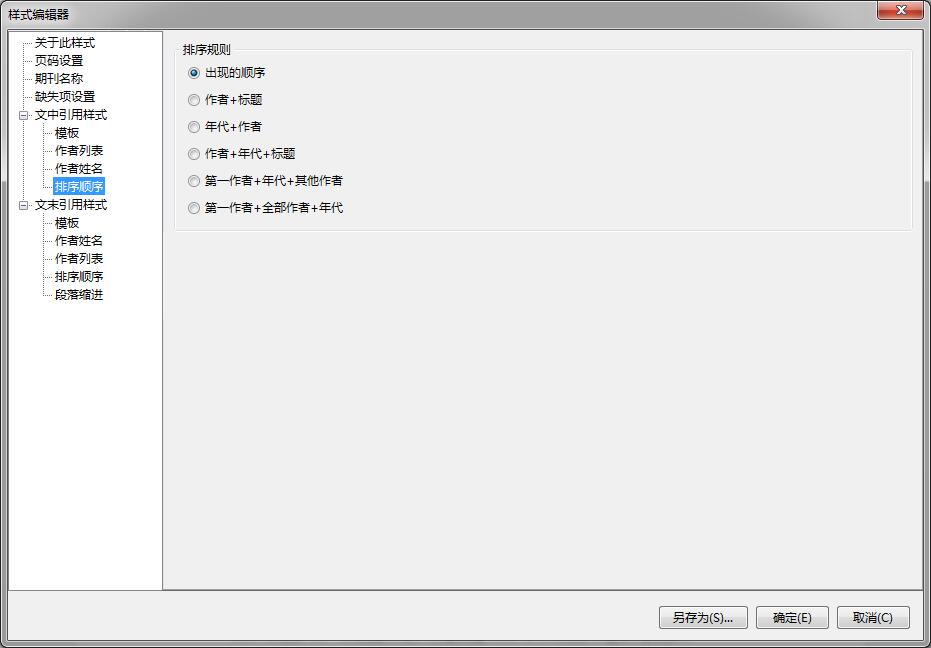 样式编辑器
关于此样式
页码设置
期刊名称
缺失项设置
文中引用样式
模板
作者列表
作者姓名
排序顺序
文末引用样式
模板
作者姓名
作者列表
排序顺序
段落缩进
排序规则
出现的顺序
作者+标题
年代+作者
作者+年代+标题
第一作者+年代+其他作者
第一作者+全部作者+年代
另存为(S)...
确定(E)
取消(C)